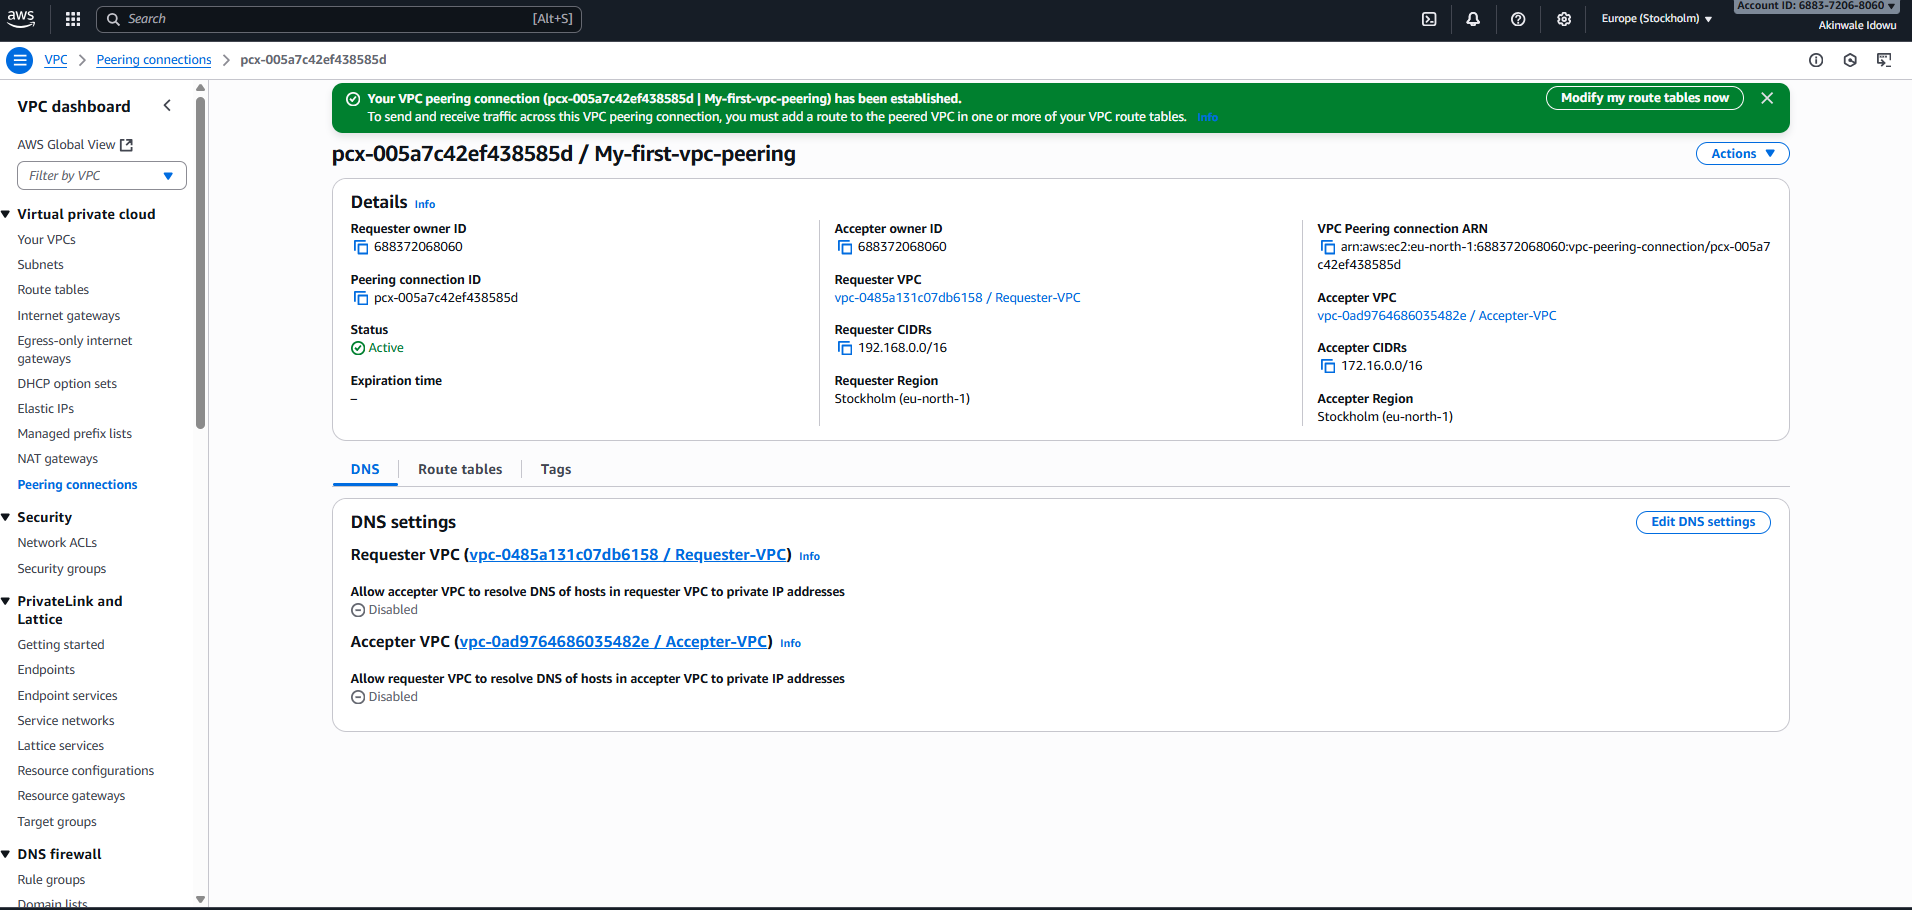 aws
Search
[Alt+S]
Europe (Stockholm)
Account ID: 6883-7206-8060
Akinwale Idowu
VPC
Peering connections
pcx-005a7c42ef438585d
VPC dashboard
AWS Global View
Filter by VPC
Virtual private cloud
Your VPCs
Subnets
Route tables
Internet gateways
Egress-only internet
gateways
DHCP option sets
Elastic IPs
Managed prefix lists
NAT gateways
Peering connections
Security
Network ACLs
Security groups
PrivateLink and
Lattice
Getting started
Endpoints
Endpoint services
Service networks
Lattice services
Resource configurations
Resource gateways
Target groups
DNS firewall
Rule groups
Domain lists
Your VPC peering connection (pcx-005a7c42ef438585d | My-first-vpc-peering) has been established.
To send and receive traffic across this VPC peering connection, you must add a route to the peered VPC in one or more of your VPC route tables. Info
Modify my route tables now
pcx-005a7c42ef438585d / My-first-vpc-peering
Actions
Details Info
Requester owner ID
688372068060
Peering connection ID
pcx-005a7c42ef438585d
Status
Active
Expiration time
–
Accepter owner ID
688372068060
Requester VPC
vpc-0485a131c07db6158 / Requester-VPC
Requester CIDRs
192.168.0.0/16
Requester Region
Stockholm (eu-north-1)
VPC Peering connection ARN
arn:aws:ec2:eu-north-1:688372068060:vpc-peering-connection/pcx-005a7
c42ef438585d
Accepter VPC
vpc-0ad9764686035482e / Accepter-VPC
Accepter CIDRs
172.16.0.0/16
Accepter Region
Stockholm (eu-north-1)
DNS
Route tables
Tags
DNS settings
Edit DNS settings
Requester VPC (vpc-0485a131c07db6158 / Requester-VPC) Info
Allow accepter VPC to resolve DNS of hosts in requester VPC to private IP addresses
Disabled
Accepter VPC (vpc-0ad9764686035482e / Accepter-VPC) Info
Allow requester VPC to resolve DNS of hosts in accepter VPC to private IP addresses
Disabled